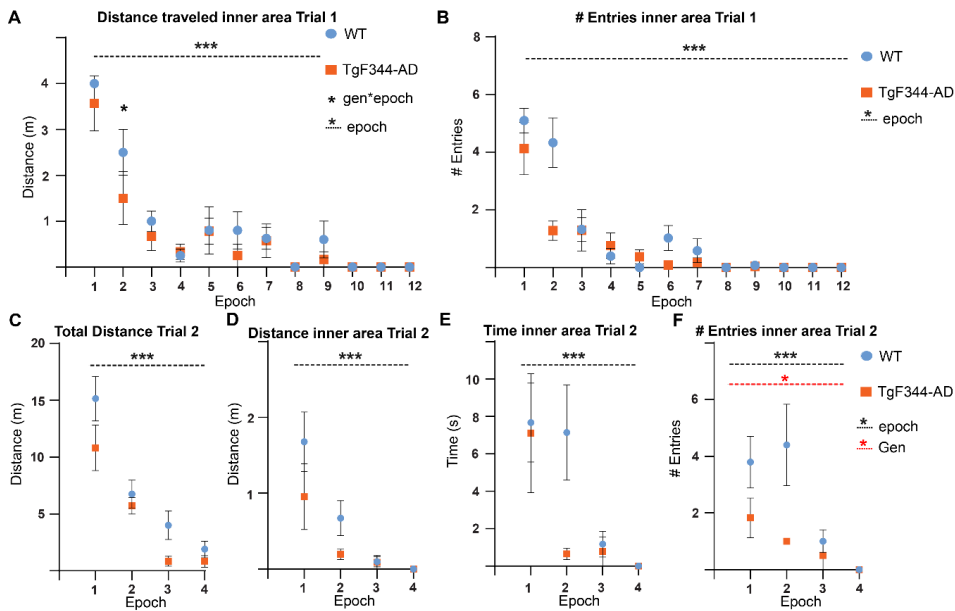 A
Distance traveled inner area Trial 1
***
WT
TgF344-AD
* gen*epoch
* epoch
*
Distance (m)
4
3
2
1
1 2 3 4 5 6 7 8 9 10 11 12
Epoch
B
# Entries inner area Trial 1
***
WT
TgF344-AD
* epoch
# Entries
8
6
4
2
0
1 2 3 4 5 6 7 8 9 10 11 12
Epoch
C
Total Distance Trial 2
***
Distance (m)
20
15
10
5
1 2 3 4
Epoch
D
Distance inner area Trial 2
***
Distance (m)
2
1
1 2 3 4
Epoch
E
Time inner area Trial 2
***
Time (s)
10
8
6
4
2
1 2 3 4
Epoch
F
# Entries inner area Trial 2
***
*
WT
TgF344-AD
* epoch
* Gen
# Entries
6
4
2
1 2 3 4
Epoch